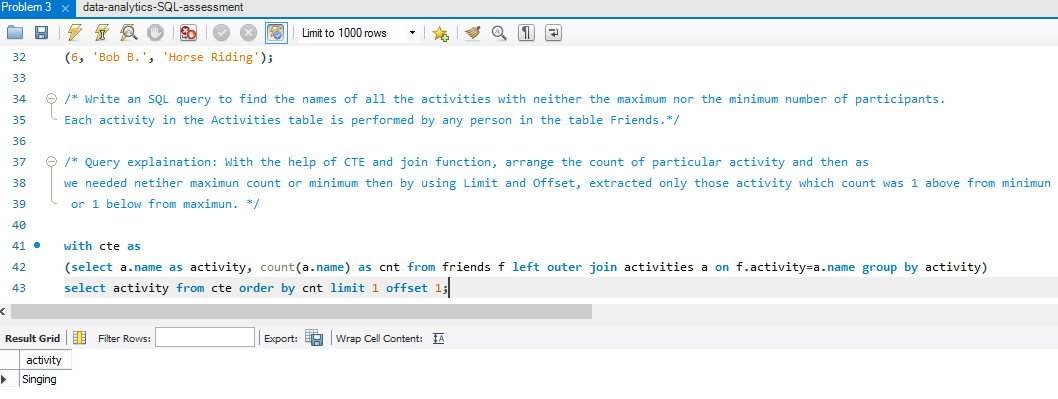 Problem 3 × data-analytics-SQL-assessment
Limit to 1000 rows
32 (6, 'Bob B.', 'Horse Riding');
33
34 /* Write an SQL query to find the names of all the activities with neither the maximum nor the minimum number of participants.
35 Each activity in the Activities table is performed by any person in the table Friends.*/
36
37 /* Query explaination: With the help of CTE and join function, arrange the count of particular activity and then as
38 we needed netiher maximun count or minimum then by using Limit and Offset, extracted only those activity which count was 1 above from minimun
39 or 1 below from maximun. */
40
41 with cte as
42 (select a.name as activity, count(a.name) as cnt from friends f left outer join activities a on f.activity=a.name group by activity)
43 select activity from cte order by cnt limit 1 offset 1;
Result Grid Filter Rows: Export: Wrap Cell Content:
activity
Singing